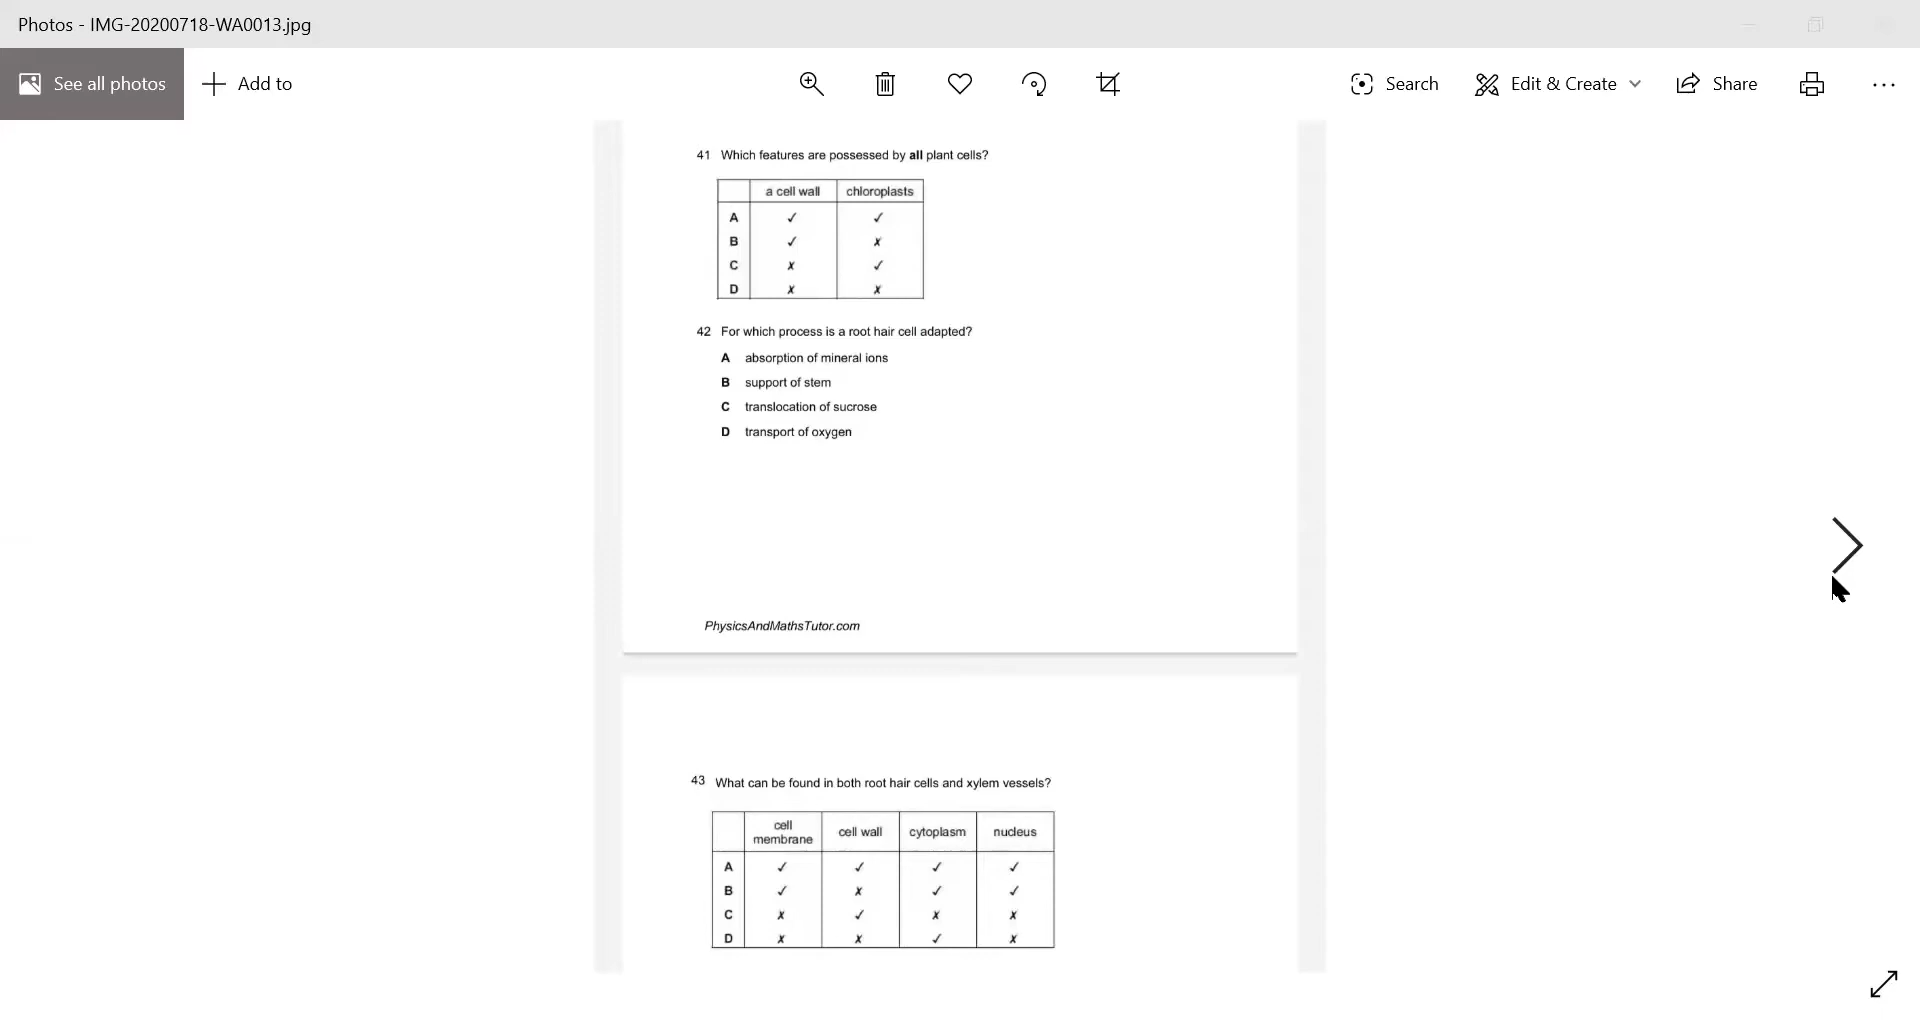 Photos - IMG-20200718-WA0013.jpg
See all photos
Add to
Search
Edit & Create
Share
41 Which features are possessed by all plant cells?
a cell wall chloroplasts
A ✓ ✓
B ✓ ✗
C ✗ ✓
D ✗ ✗
42 For which process is a root hair cell adapted?
A absorption of mineral ions
B support of stem
C translocation of sucrose
D transport of oxygen
PhysicsAndMathsTutor.com
43 What can be found in both root hair cells and xylem vessels?
cell membrane cell wall cytoplasm nucleus
A ✓ ✓ ✓ ✓
B ✓ ✗ ✓ ✓
C ✗ ✓ ✗ ✗
D ✗ ✗ ✓ ✗